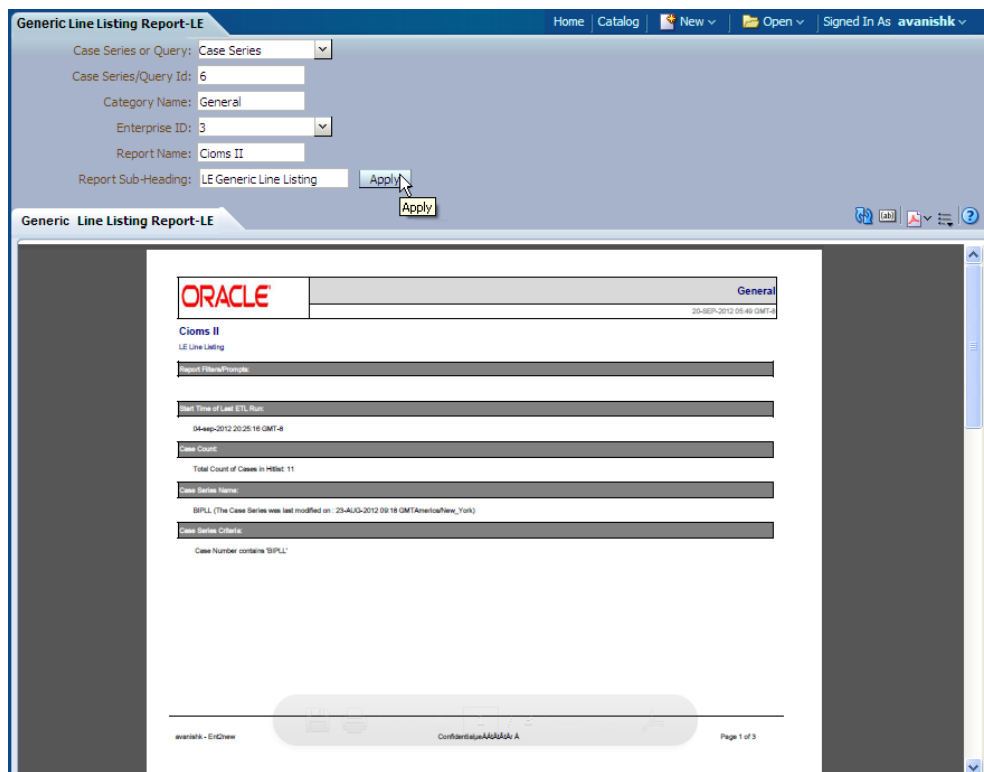 Generic Line Listing Report-LE
Home Catalog New Open Signed In As avanishk
Case Series or Query: Case Series
Case Series/Query Id: 6
Category Name: General
Enterprise ID: 3
Report Name: Cioms II
Report Sub-Heading: LE Generic Line Listing Apply
Apply
Generic Line Listing Report-LE
ORACLE
General
20-SEP-2012 05:49 GMT-8
Cioms II
LE Line Listing
Report Filters/Prompts:
Start Time of Last ETL Run:
04-sep-2012 20:25:16 GMT-8
Case Count:
Total Count of Cases in Hitlist: 11
Case Series Name:
BIPLL (The Case Series was last modified on : 23-AUG-2012 09:18 GMTAmerica/New_York)
Case Series Criteria:
Case Number contains 'BIPLL'
avanishk - Ent2new
Page 1 of 3